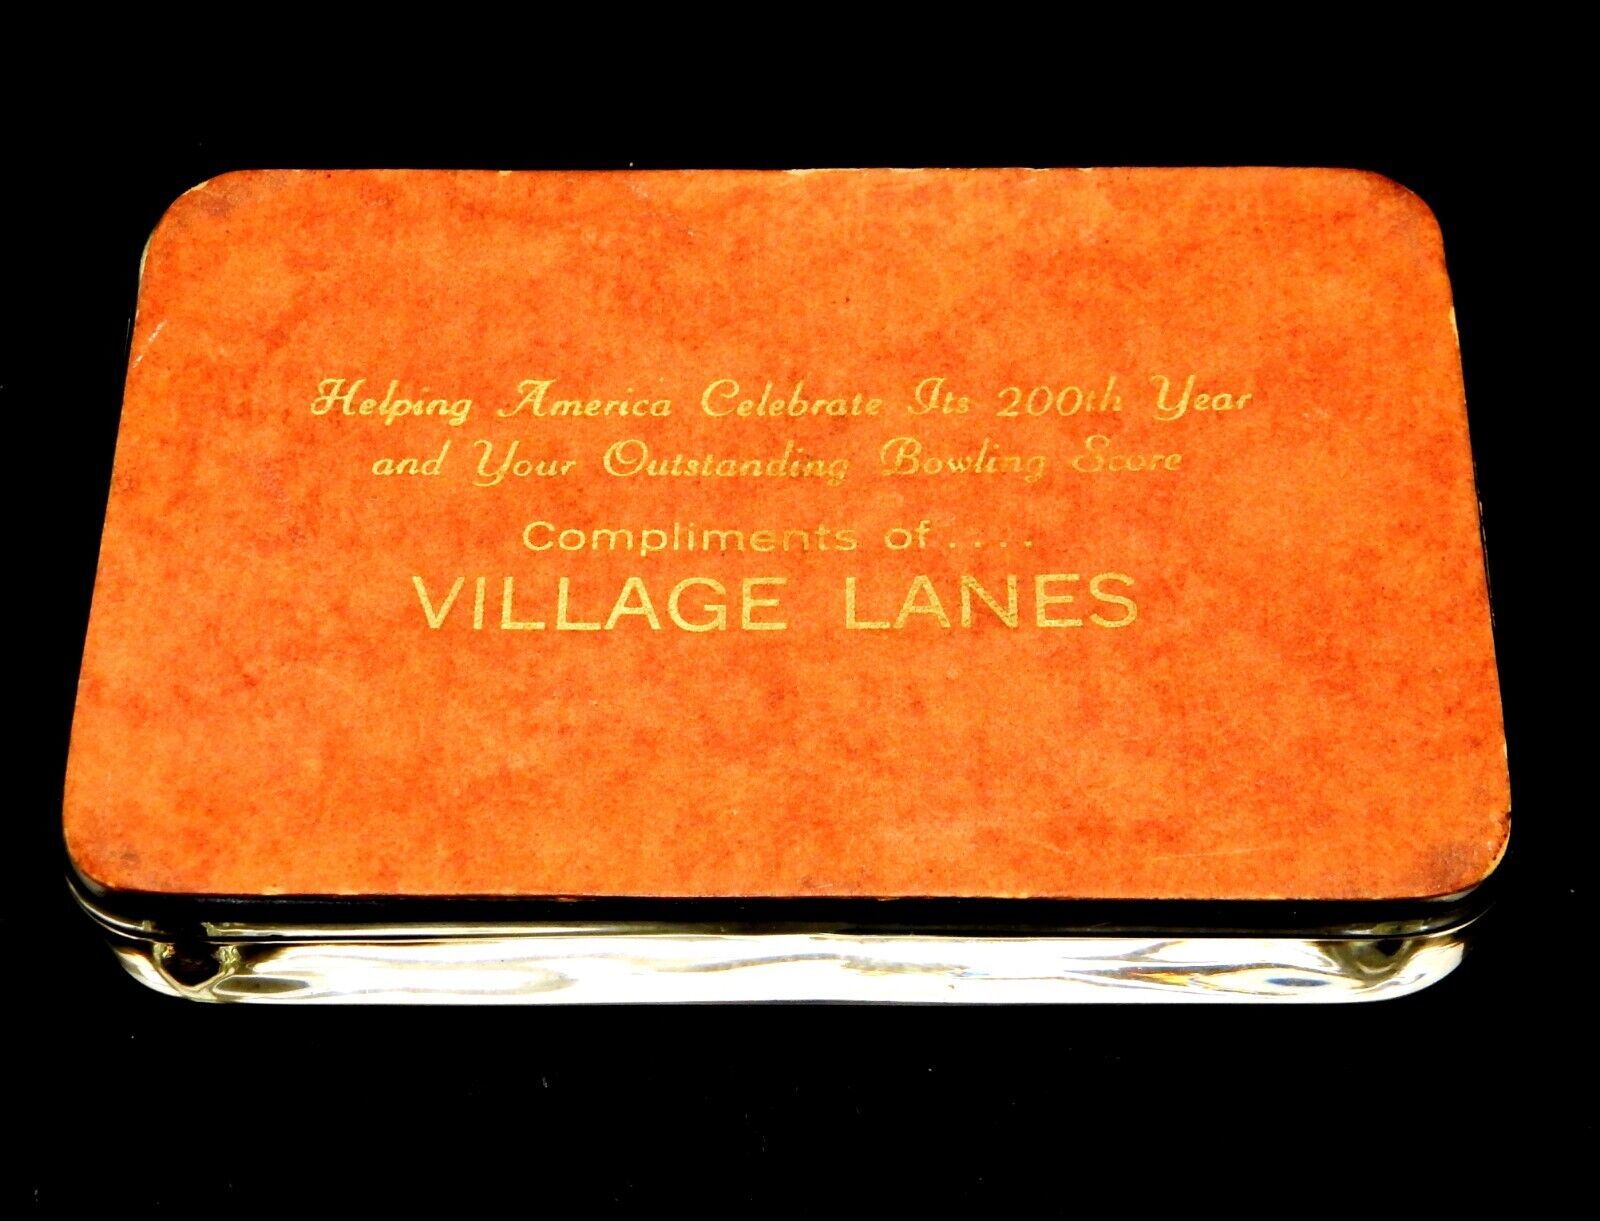 Helping America Celebrate Its 200th Year
and Your Outstanding Bowling Score
Compliments of....
VILLAGE LANES